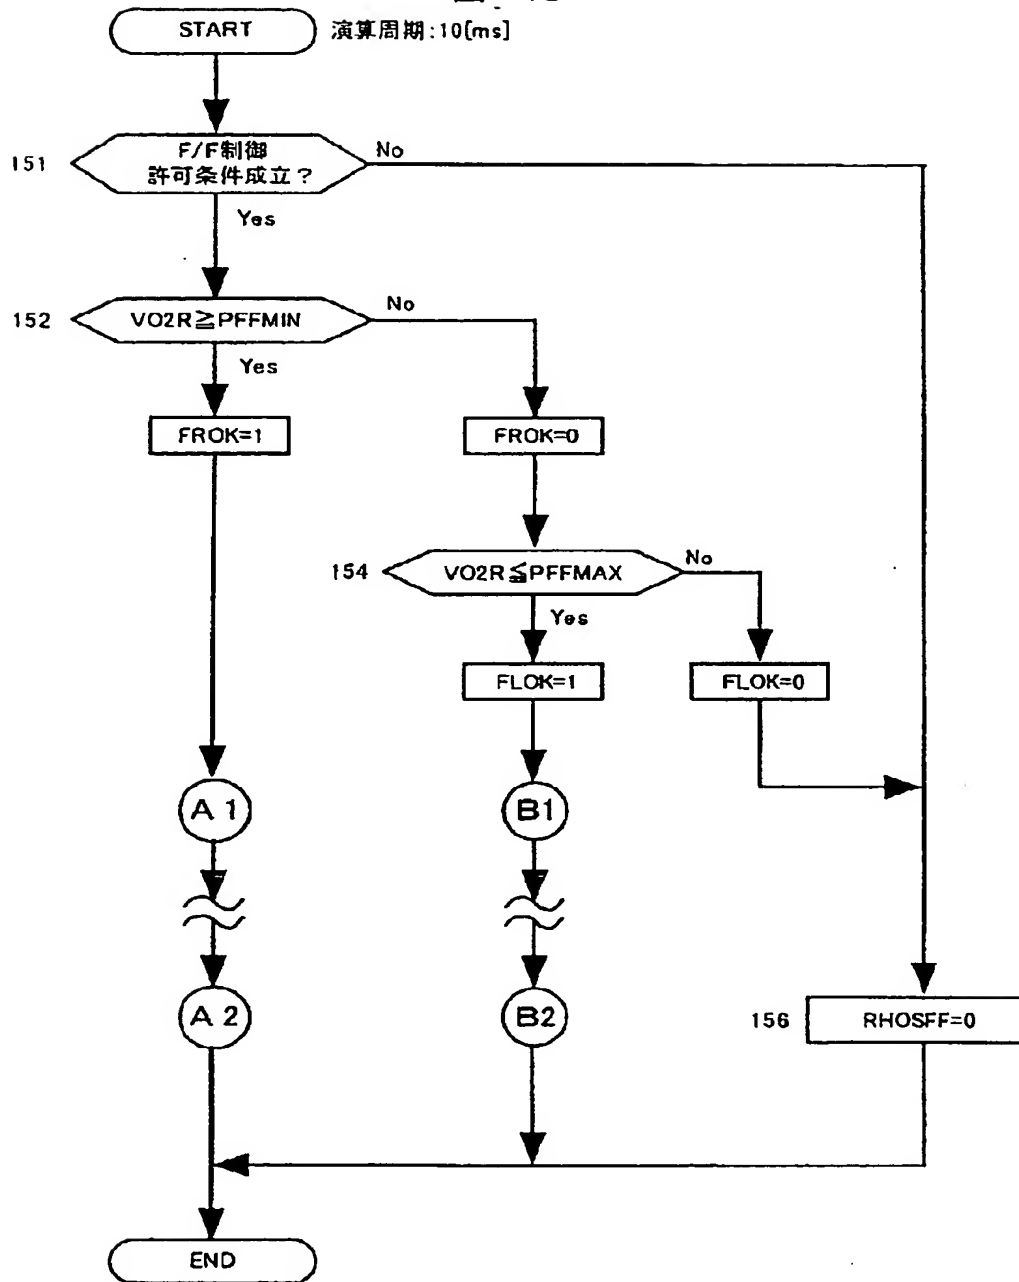 START
演算周期:10[ms]
151
F/F制御
許可条件成立?
No
Yes
152
VO2R≧PFFMIN
No
Yes
FROK=1
FROK=0
154
VO2R≦PFFMAX
No
Yes
FLOK=1
FLOK=0
A1
B1
A2
B2
156
RHOSFF=0
END